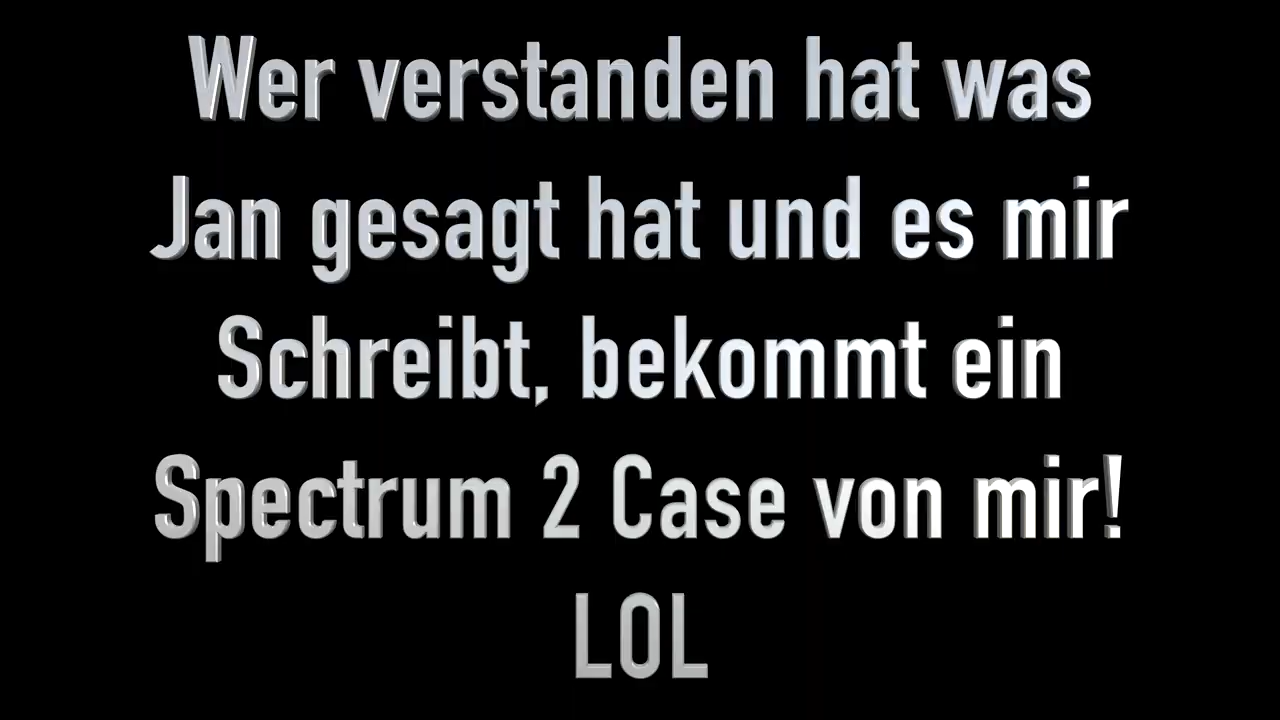 Wer verstanden hat was
Jan gesagt hat und es mir
Schreibt, bekommt ein
Spectrum 2 Case von mir!
LOL